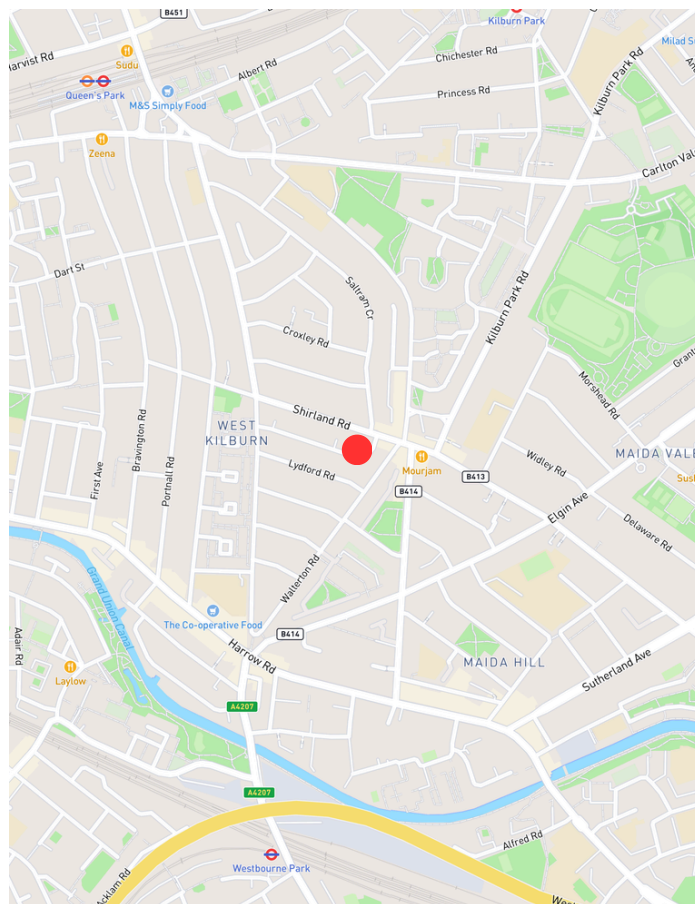 B451
Kilburn Park
Harvist Rd
Sudu
Chichester Rd
Milad S
Albert Rd
Queen's Park
M&S Simply Food
Princess Rd
Kilburn Park Rd
Zeena
Carlton Val
Dart St
Saltram Cr
Kilburn Park Rd
Croxley Rd
Grant
Morshead Rd
Shirland Rd
WEST
KILBURN
Bravington Rd
First Ave
Portnall Rd
Lydford Rd
Mourjam
Widley Rd
MAIDA VALE
B413
B414
Sus
Elgin Ave
Delaware Rd
Walterton Rd
Grand Union Canal
The Co-operative Food
B414
Adair Rd
Harrow Rd
MAIDA HILL
Sutherland Ave
Laylow
A4207
A4207
Alfred Rd
Westbourne Park
Acklam Rd
West